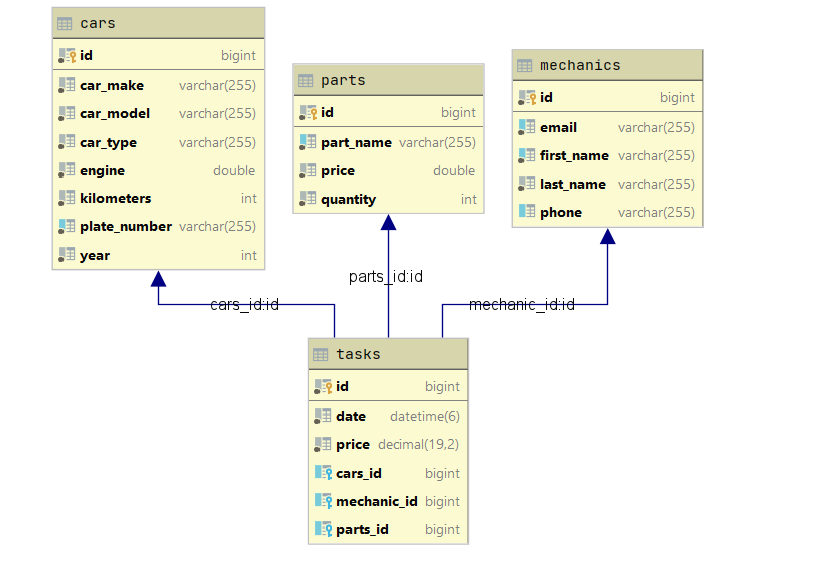 cars
id bigint
car_make varchar(255)
car_model varchar(255)
car_type varchar(255)
engine double
kilometers int
plate_number varchar(255)
year int
parts
id bigint
part_name varchar(255)
price double
quantity int
mechanics
id bigint
email varchar(255)
first_name varchar(255)
last_name varchar(255)
phone varchar(255)
cars_id:id
parts_id:id
mechanic_id:id
tasks
id bigint
date datetime(6)
price decimal(19,2)
cars_id bigint
mechanic_id bigint
parts_id bigint